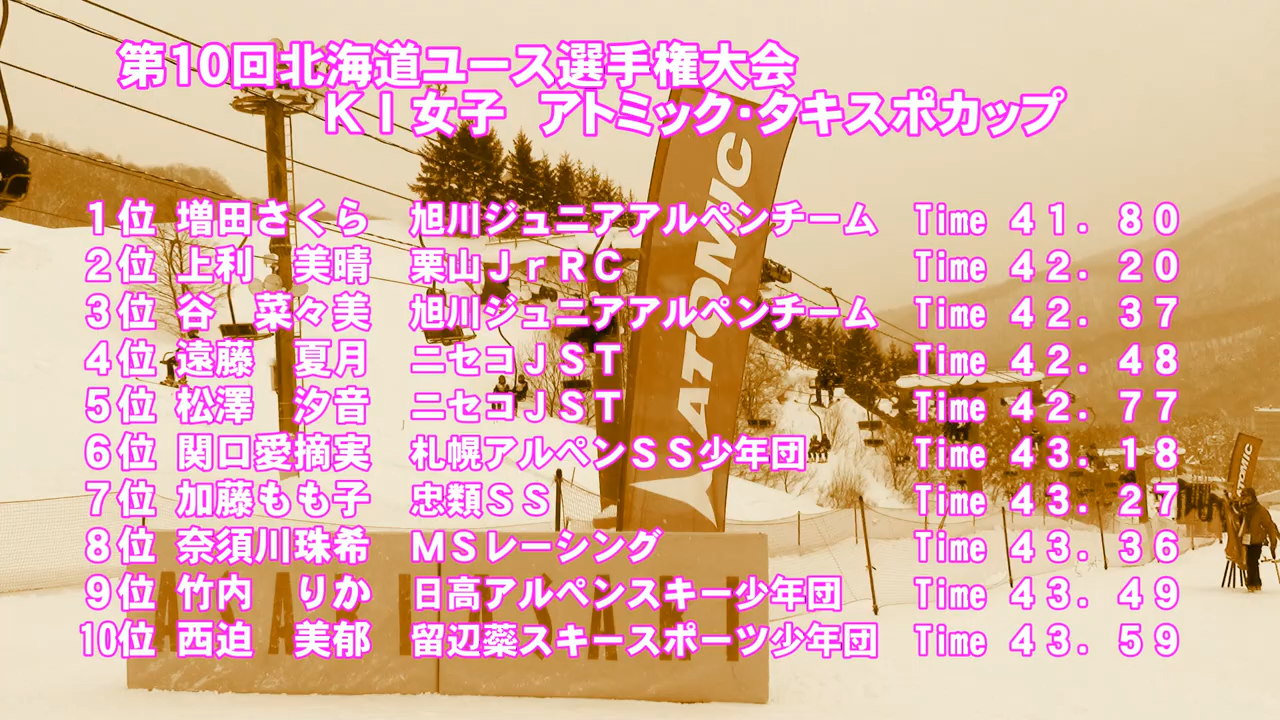 第10回北海道ユース選手権大会
KI女子　アトミック・タキスポカップ
1位 増田さくら 旭川ジュニアアルペンチーム Time 41. 80
2位 上利　美晴 栗山JrRC Time 42. 20
3位 谷　菜々美 旭川ジュニアアルペンチーム Time 42. 37
4位 遠藤　夏月 ニセコJST Time 42. 48
5位 松澤　汐音 ニセコJST Time 42. 77
6位 関口愛摘実 札幌アルペンSS少年団 Time 43. 18
7位 加藤もも子 忠類SS Time 43. 27
8位 奈須川珠希 MSレーシング Time 43. 36
9位 竹内　りか 日高アルペンスキー少年団 Time 43. 49
10位 西迫　美郁 留辺蘂スキースポーツ少年団 Time 43. 59
ATOMIC
ATOMIC